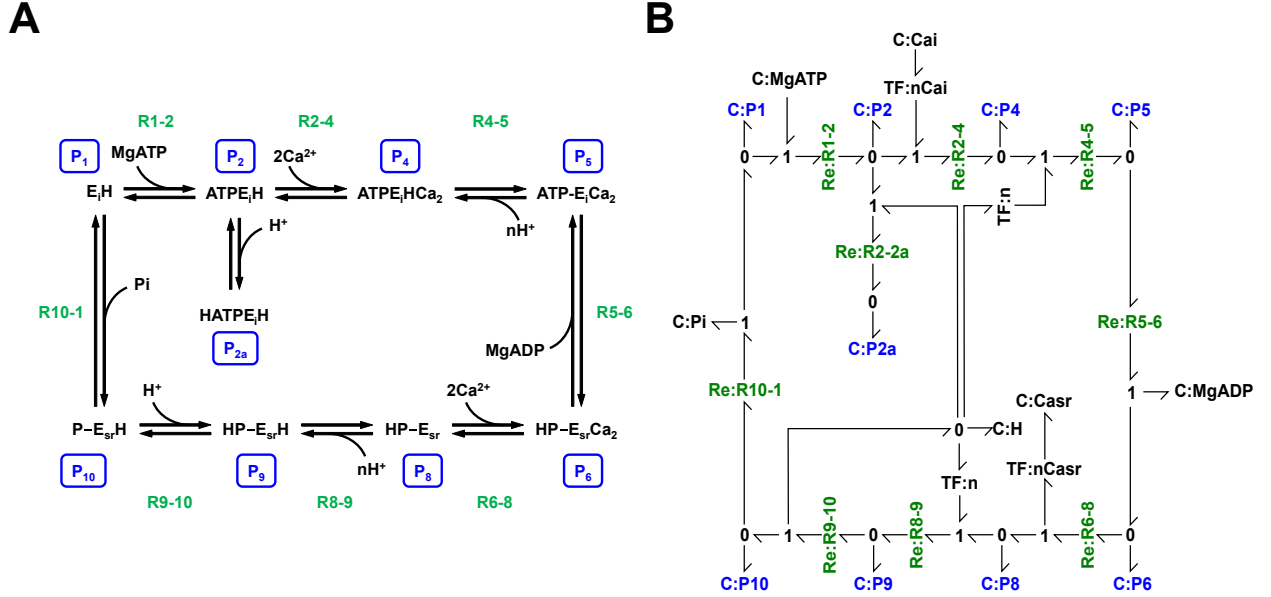 A
R1-2
R2-4
R4-5
P₁
MgATP
P₂
2Ca²⁺
P₄
P₅
EᵢH
ATPEᵢH
ATPEᵢHCa₂
ATP-EᵢCa₂
H⁺
nH⁺
Pi
R10-1
HATPEᵢH
R5-6
P₂ₐ
MgADP
H⁺
2Ca²⁺
P–EₛᵣH
HP–EₛᵣH
HP–Eₛᵣ
HP–EₛᵣCa₂
P₁₀
P₉
nH⁺
P₈
P₆
R9-10
R8-9
R6-8
B
C:Cai
C:MgATP
TF:nCai
C:P1
C:P2
C:P4
C:P5
0
1
Re:R1-2
0
1
Re:R2-4
0
1
Re:R4-5
0
1
TF:n
Re:R2-2a
0
C:Pi
1
Re:R5-6
C:P2a
Re:R10-1
1
C:MgADP
C:Casr
0
C:H
TF:nCasr
TF:n
0
1
Re:R9-10
0
Re:R8-9
1
0
1
Re:R6-8
0
C:P10
C:P9
C:P8
C:P6